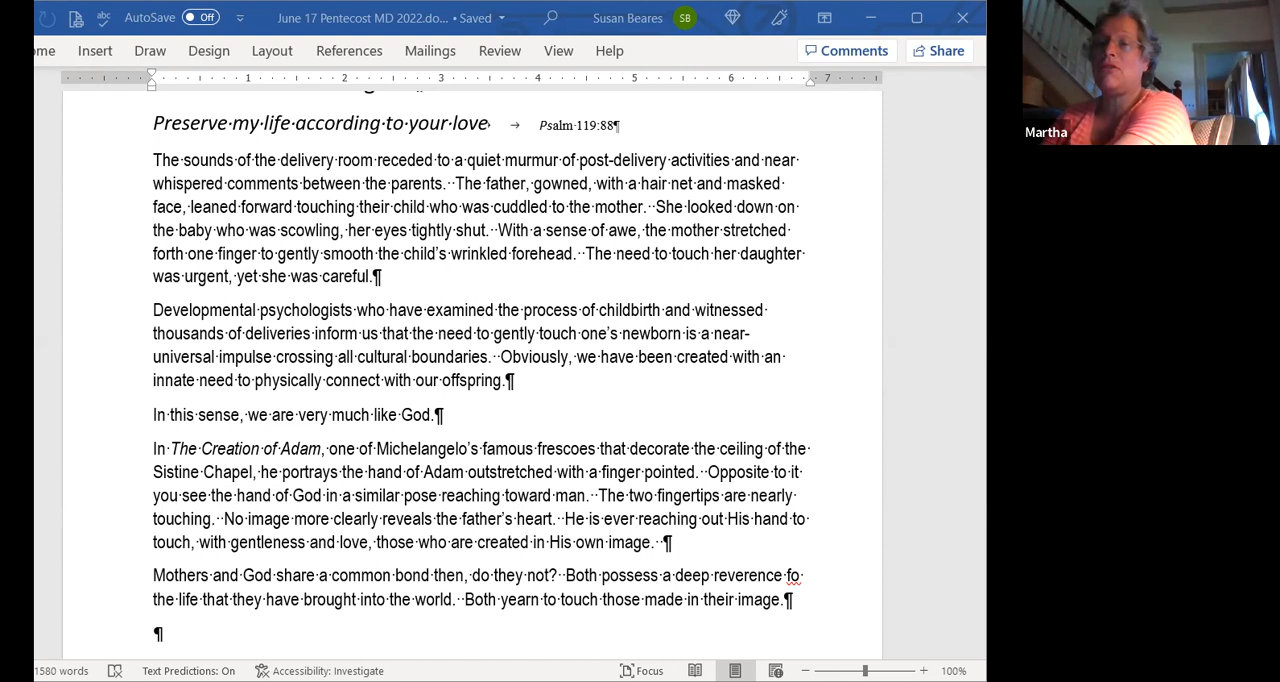 AutoSave Off June 17 Pentecost MD 2022.do... • Saved Susan Beares SB
ome Insert Draw Design Layout References Mailings Review View Help Comments Share
1 2 3 4 5 6 7
Preserve my life according to your love, → Psalm 119:88¶
The sounds of the delivery room receded to a quiet murmur of post-delivery activities and near
whispered comments between the parents. The father, gowned, with a hair net and masked
face, leaned forward touching their child who was cuddled to the mother. She looked down on
the baby who was scowling, her eyes tightly shut. With a sense of awe, the mother stretched
forth one finger to gently smooth the child's wrinkled forehead. The need to touch her daughter
was urgent, yet she was careful.¶
Developmental psychologists who have examined the process of childbirth and witnessed
thousands of deliveries inform us that the need to gently touch one's newborn is a near-
universal impulse crossing all cultural boundaries. Obviously, we have been created with an
innate need to physically connect with our offspring.¶
In this sense, we are very much like God.¶
In The Creation of Adam, one of Michelangelo's famous frescoes that decorate the ceiling of the
Sistine Chapel, he portrays the hand of Adam outstretched with a finger pointed. Opposite to it
you see the hand of God in a similar pose reaching toward man. The two fingertips are nearly
touching. No image more clearly reveals the father's heart. He is ever reaching out His hand to
touch, with gentleness and love, those who are created in His own image. ¶
Mothers and God share a common bond then, do they not? Both possess a deep reverence fo
the life that they have brought into the world. Both yearn to touch those made in their image.¶
¶
1580 words Text Predictions: On Accessibility: Investigate Focus 100%
Martha